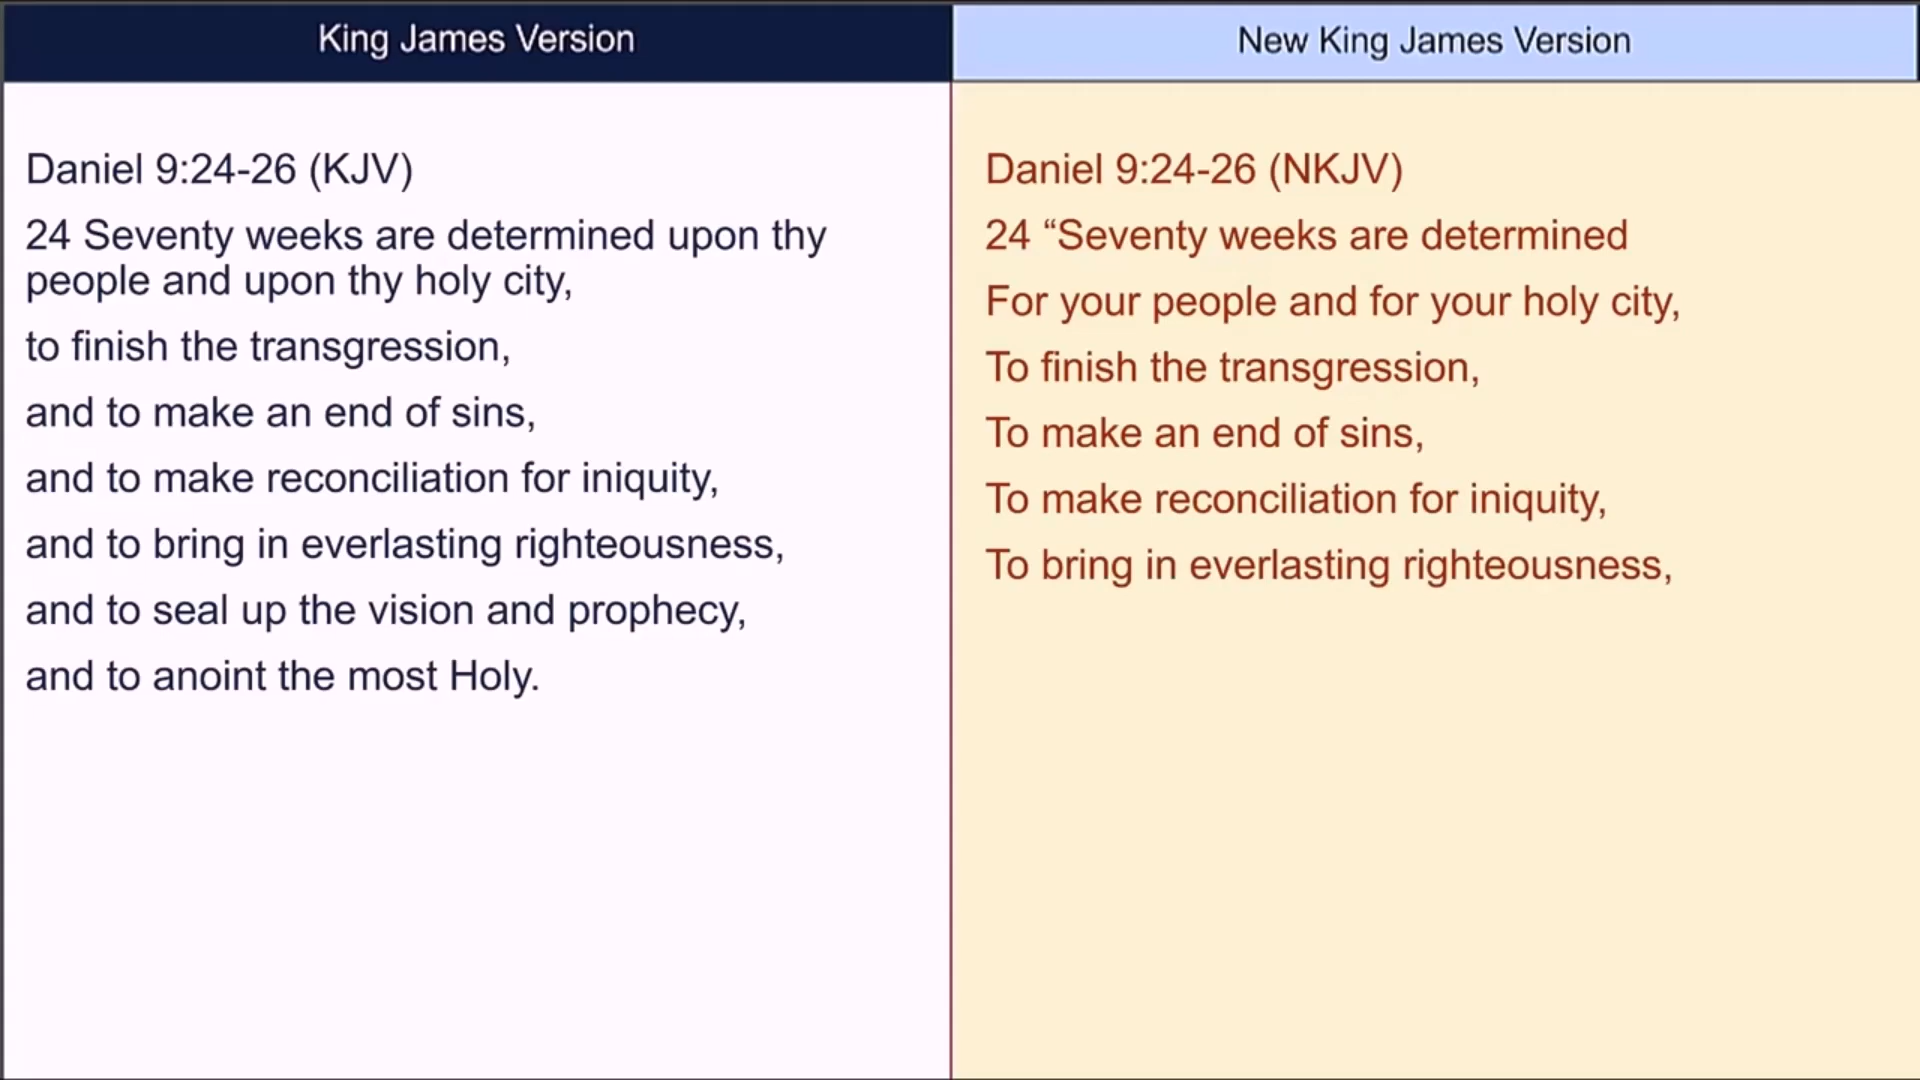 King James Version
New King James Version
Daniel 9:24-26 (KJV)
24 Seventy weeks are determined upon thy
people and upon thy holy city,
to finish the transgression,
and to make an end of sins,
and to make reconciliation for iniquity,
and to bring in everlasting righteousness,
and to seal up the vision and prophecy,
and to anoint the most Holy.
Daniel 9:24-26 (NKJV)
24 “Seventy weeks are determined
For your people and for your holy city,
To finish the transgression,
To make an end of sins,
To make reconciliation for iniquity,
To bring in everlasting righteousness,